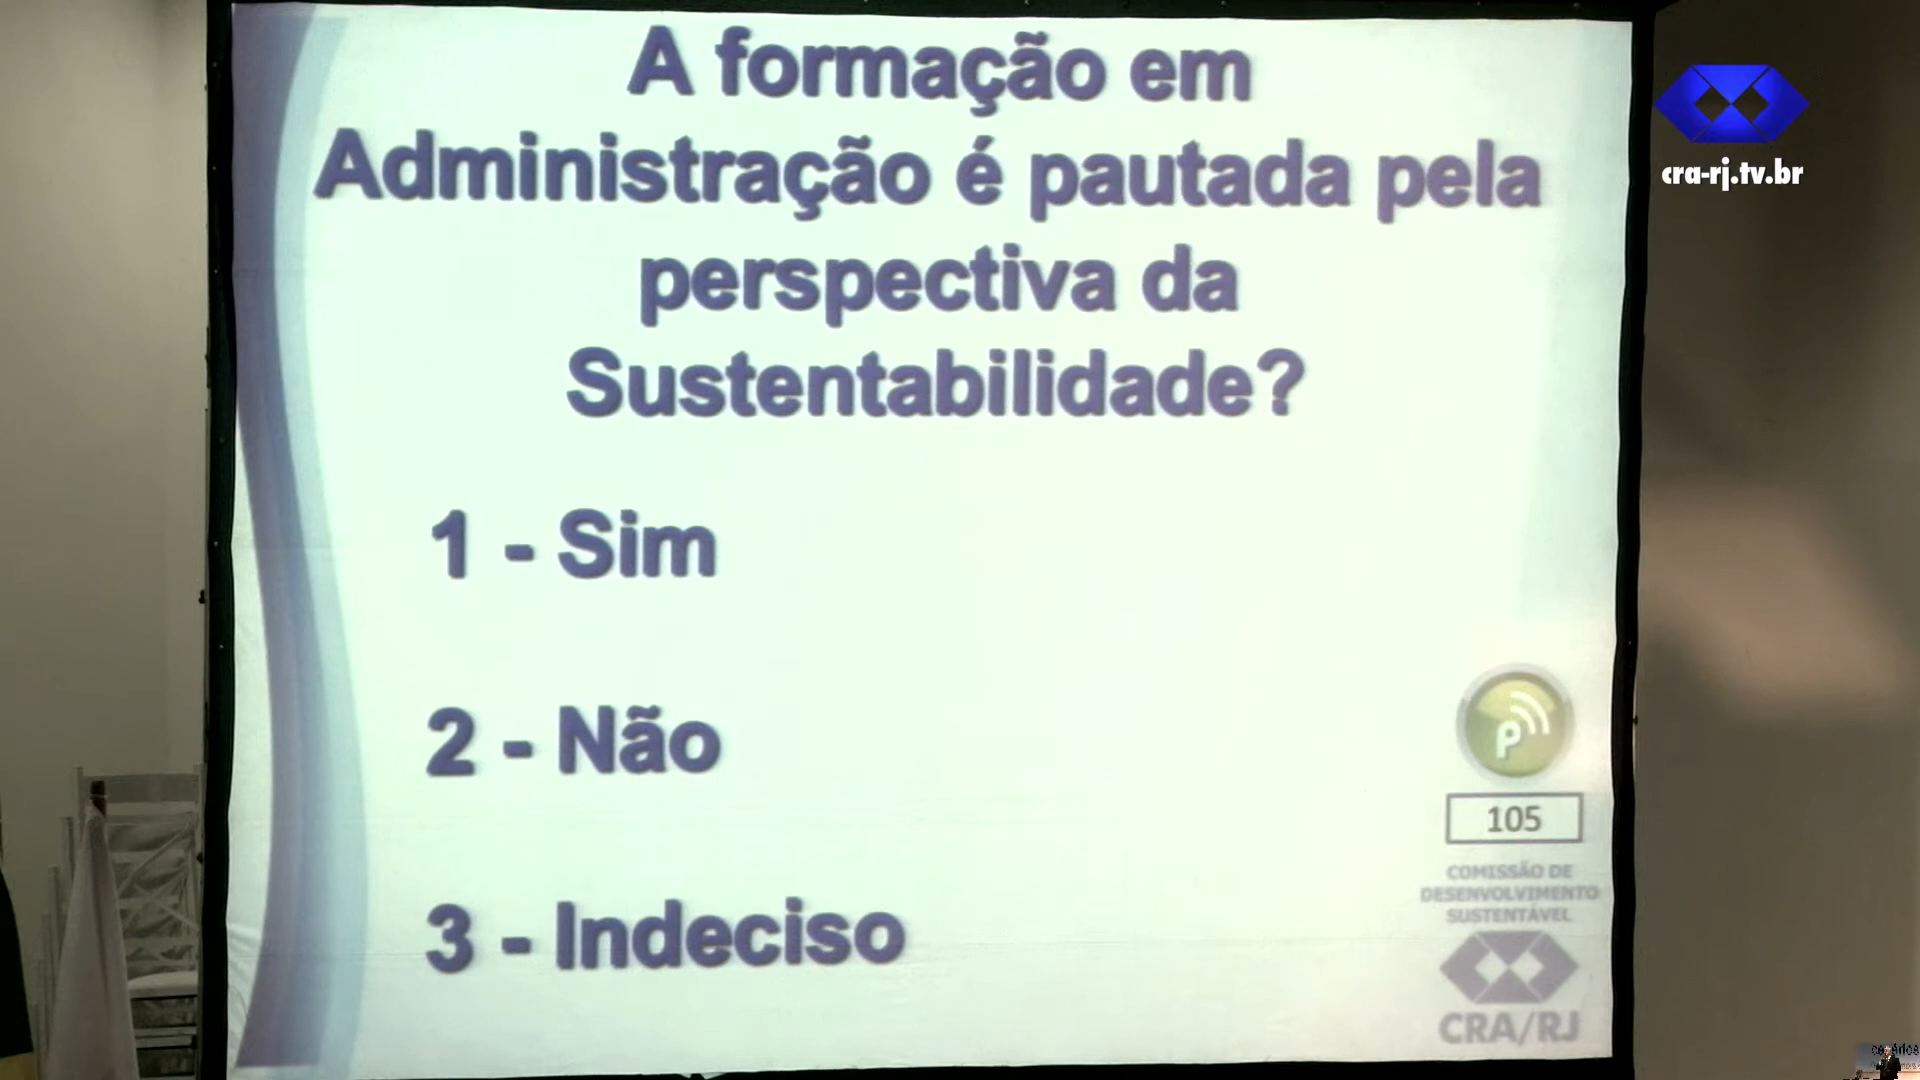 A formação em
Administração é pautada pela
perspectiva da
Sustentabilidade?
1 - Sim
2 - Não
3 - Indeciso
P
105
COMISSÃO DE
DESENVOLVIMENTO
SUSTENTÁVEL
CRA/RJ
cra-rj.tv.br